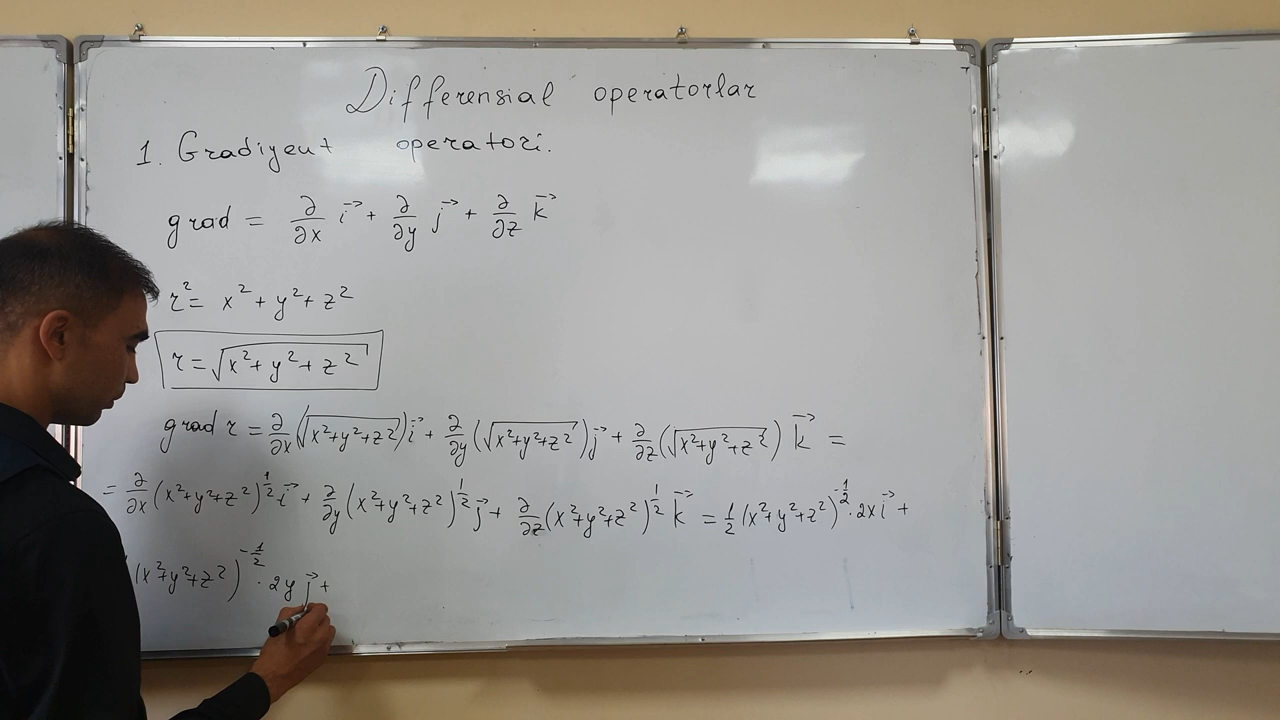 Differensial operatorlar
1. Gradiyent operatori.
grad = ∂/∂x i⃗ + ∂/∂y j⃗ + ∂/∂z k⃗
r² = x² + y² + z²
r = √(x² + y² + z²)
grad r = ∂/∂x (√(x²+y²+z²)) i⃗ + ∂/∂y (√(x²+y²+z²)) j⃗ + ∂/∂z (√(x²+y²+z²)) k⃗ =
= ∂/∂x (x²+y²+z²)^(1/2) i⃗ + ∂/∂y (x²+y²+z²)^(1/2) j⃗ + ∂/∂z (x²+y²+z²)^(1/2) k⃗ = 1/2 (x²+y²+z²)^(-1/2) · 2x i⃗ +
(x²+y²+z²)^(-1/2) · 2y j⃗ +